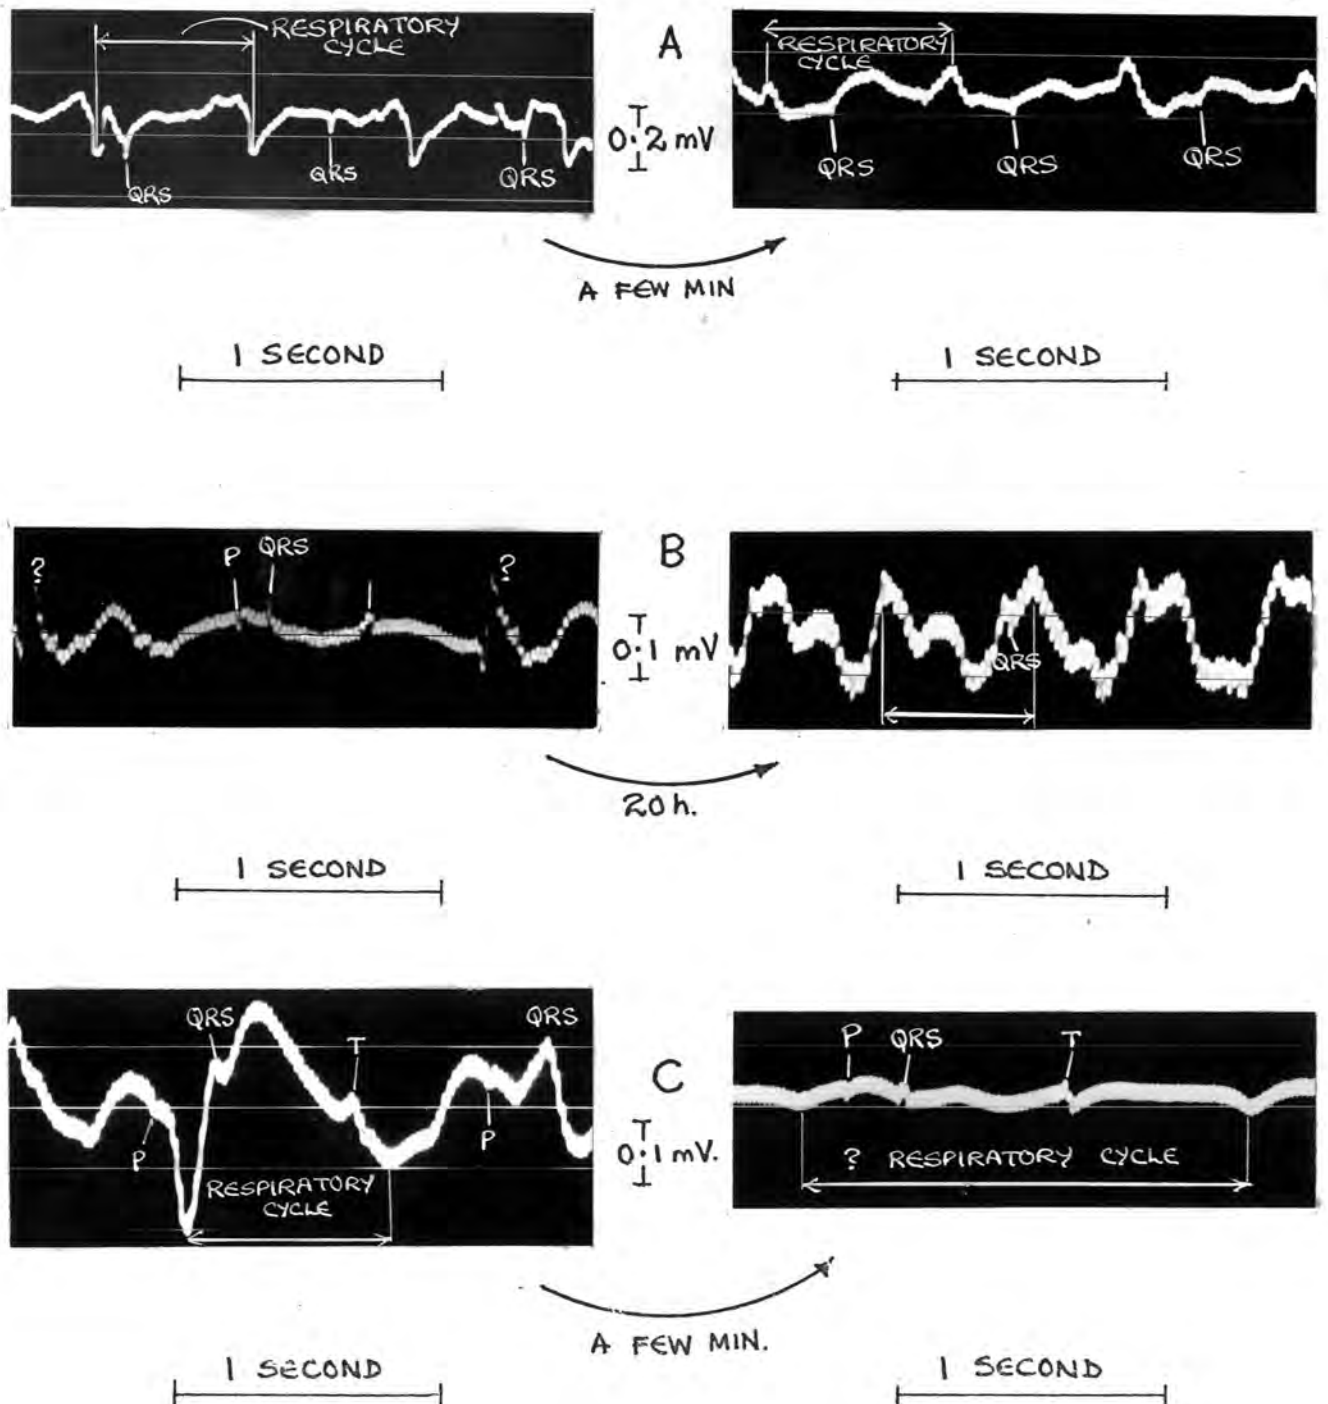 RESPIRATORY
CYCLE
QRS
QRS
QRS
A
0.2 mV
RESPIRATORY
CYCLE
QRS
QRS
QRS
A FEW MIN
1 SECOND
1 SECOND
?
P
QRS
?
B
0.1 mV
QRS
20h.
1 SECOND
1 SECOND
QRS
T
QRS
P
P
RESPIRATORY
CYCLE
C
0.1 mV.
P
QRS
T
? RESPIRATORY CYCLE
A FEW MIN.
1 SECOND
1 SECOND